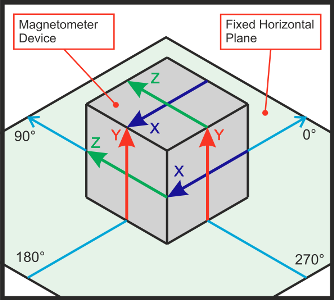 Magnetometer
Device
Fixed Horizontal
Plane
Z
X
90°
0°
Y
Y
Z
X
180°
270°